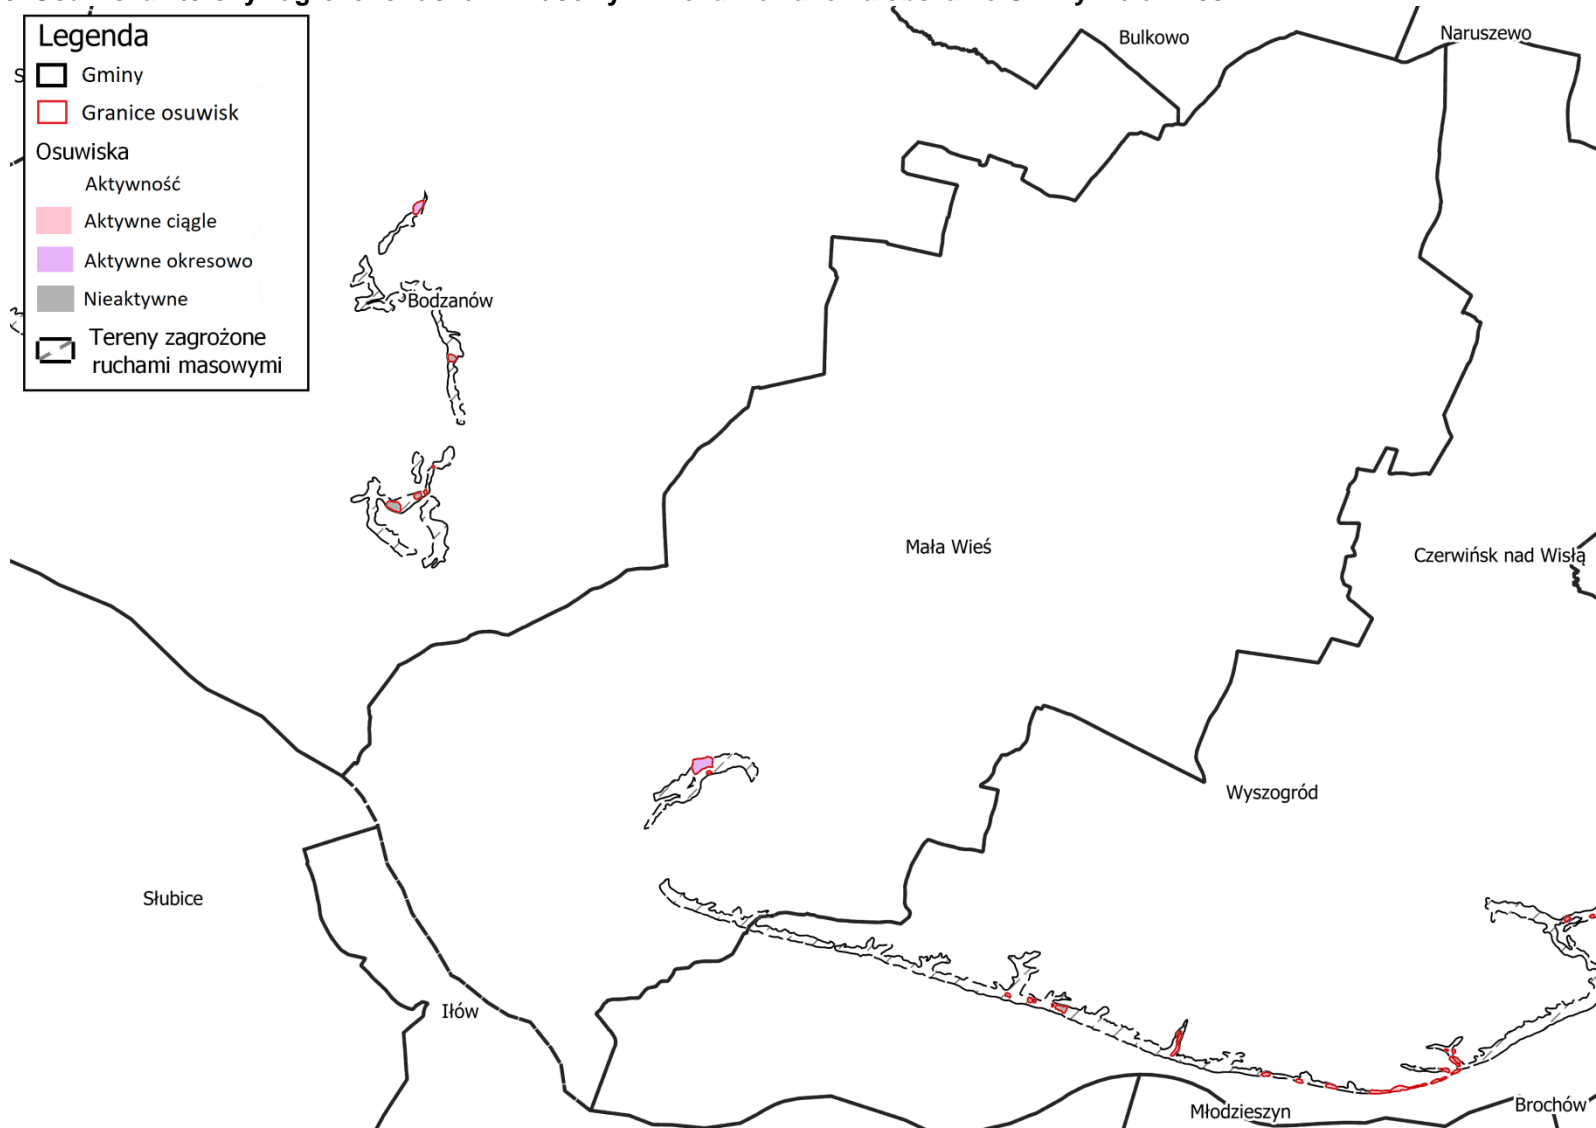 Legenda
Gminy
Granice osuwisk
Osuwiska
Aktywność
Aktywne ciągle
Aktywne okresowo
Nieaktywne
Tereny zagrożone
ruchami masowymi
Bulkowo
Naruszewo
Bodzanów
Mała Wieś
Czerwińsk nad Wisłą
Wyszogród
Słubice
Iłów
Młodzieszyn
Brochów